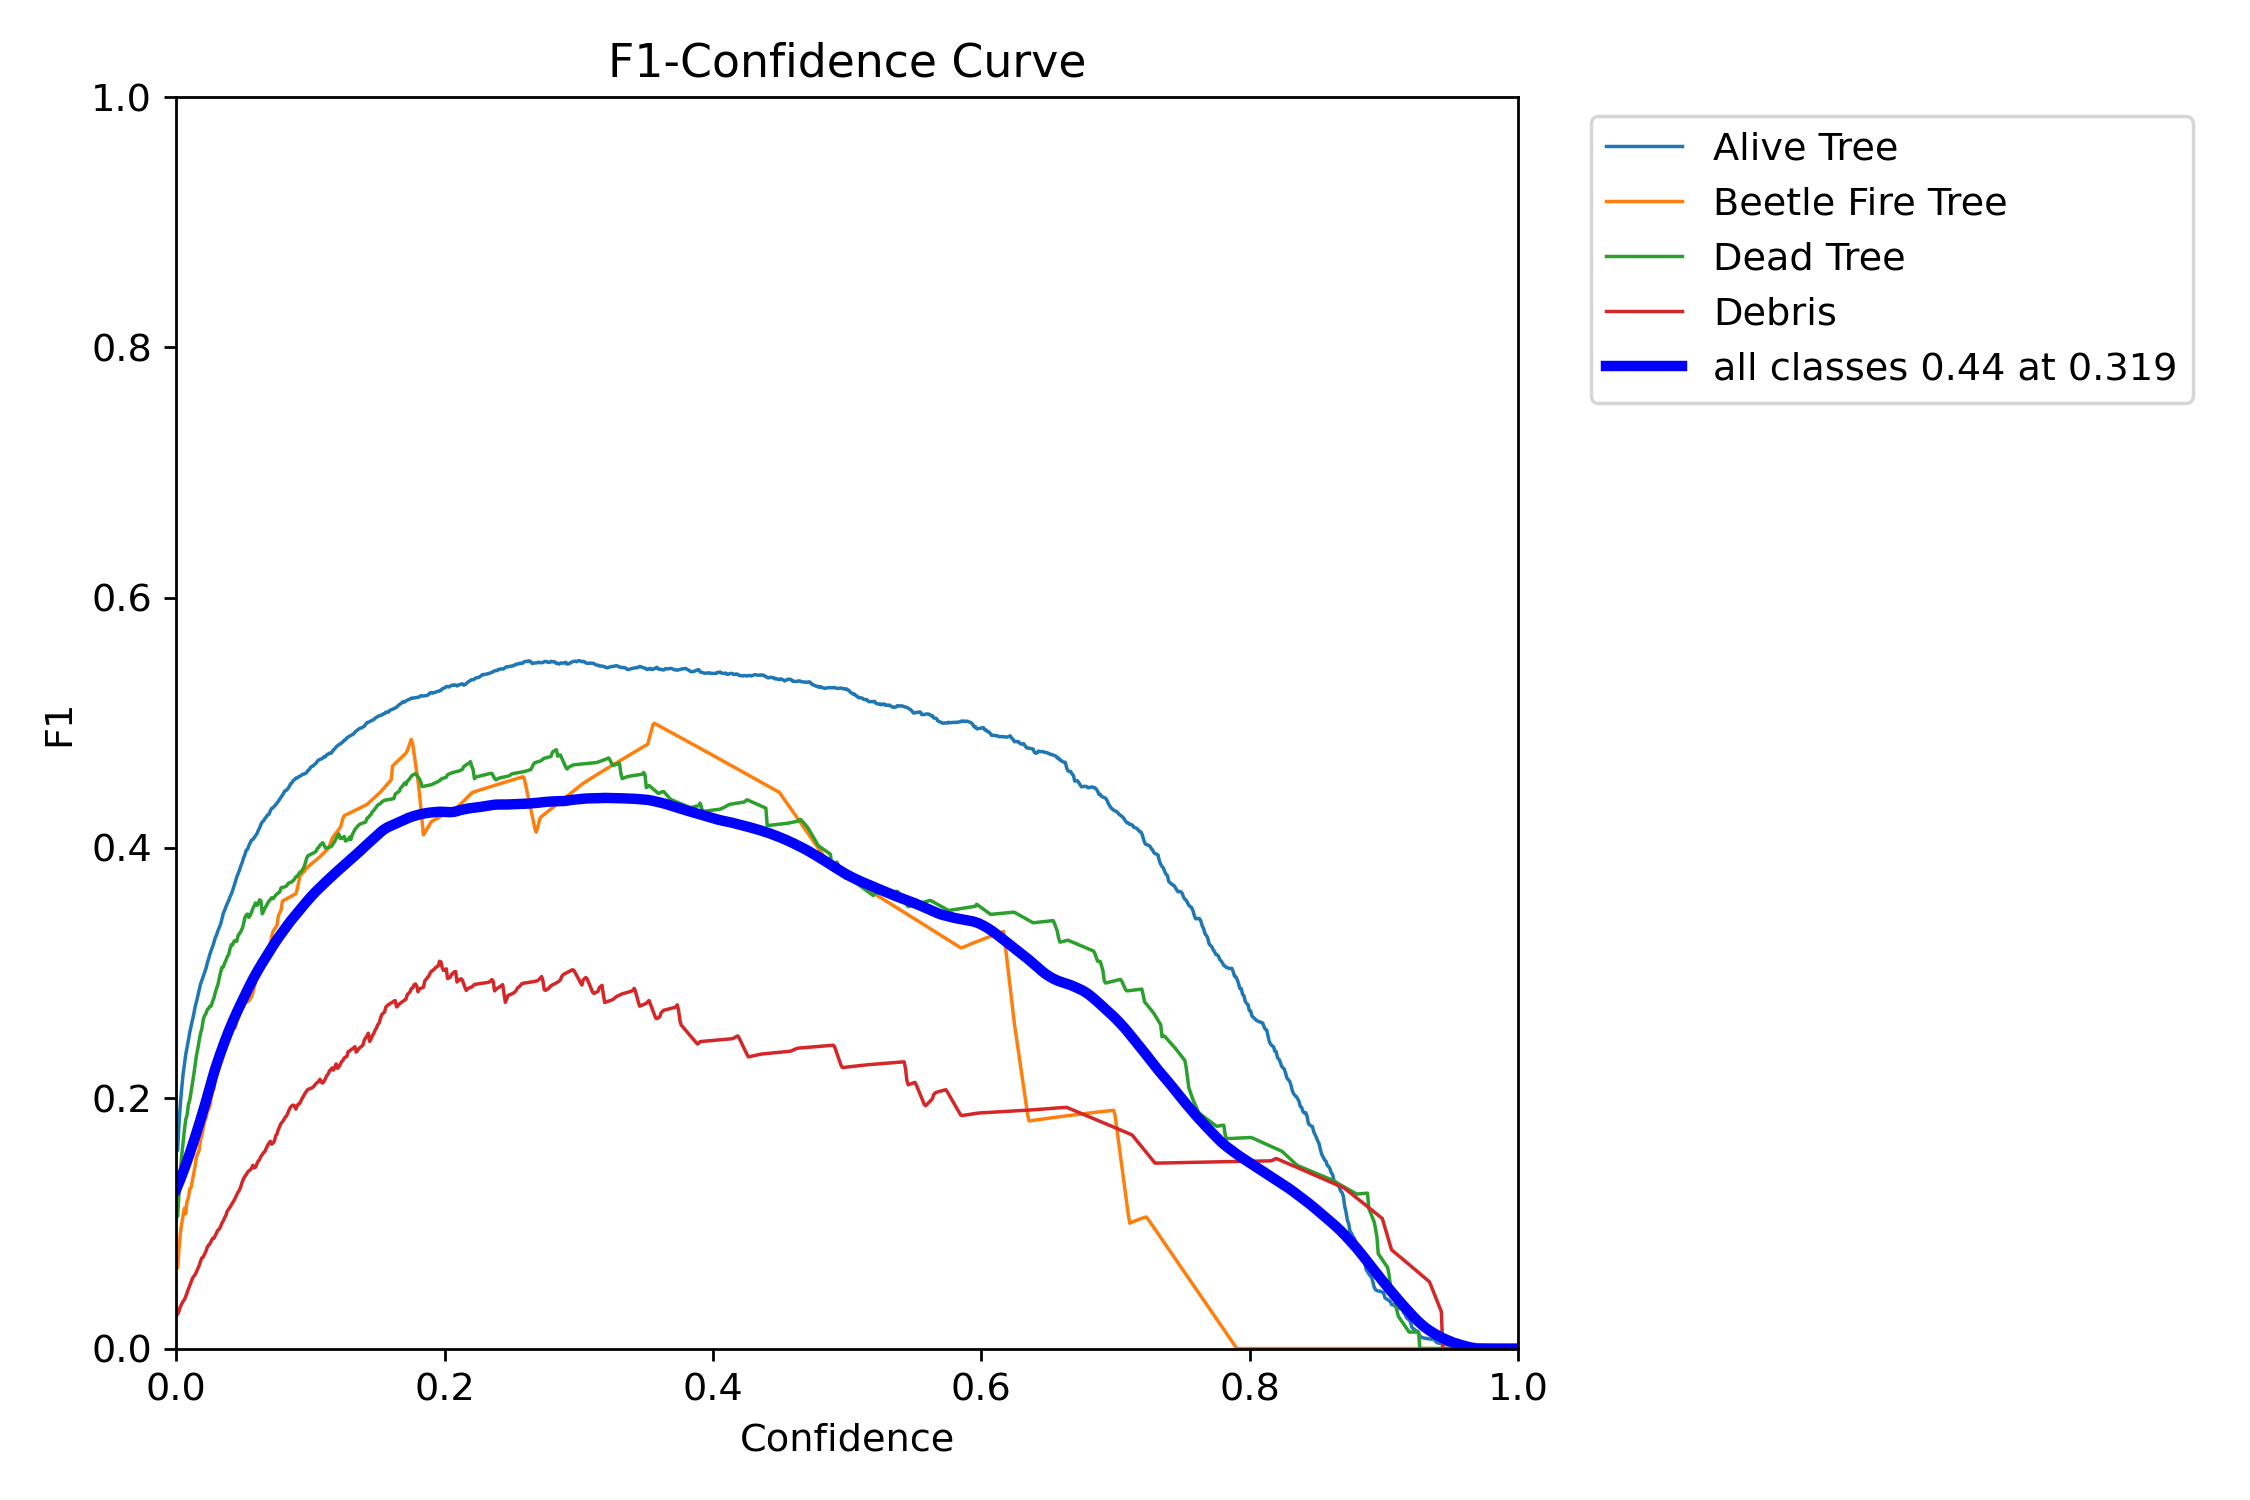 F1-Confidence Curve
1.0
0.8
0.6
0.4
0.2
0.0
F1
0.0 0.2 0.4 0.6 0.8 1.0
Confidence
Alive Tree
Beetle Fire Tree
Dead Tree
Debris
all classes 0.44 at 0.319